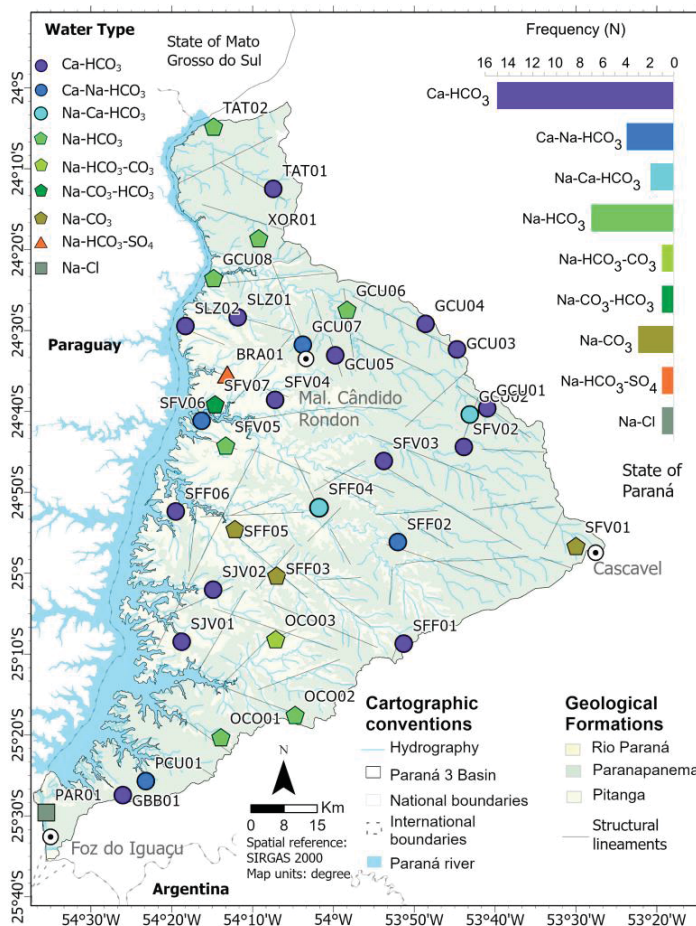 Water Type
Ca-HCO3
Ca-Na-HCO3
Na-Ca-HCO3
Na-HCO3
Na-HCO3-CO3
Na-CO3-HCO3
Na-CO3
Na-HCO3-SO4
Na-Cl
State of Mato
Grosso do Sul
Frequency (N)
16 14 12 10 8 6 4 2 0
Ca-HCO3
Ca-Na-HCO3
Na-Ca-HCO3
Na-HCO3
Na-HCO3-CO3
Na-CO3-HCO3
Na-CO3
Na-HCO3-SO4
Na-Cl
24°S
24°10'S
24°20'S
24°30'S
24°40'S
24°50'S
25°S
25°10'S
25°20'S
25°30'S
25°40'S
TAT02
TAT01
XOR01
GCU08
GCU06
SLZ02
SLZ01
GCU04
GCU07
GCU03
Paraguay
BRA01
GCU05
SFV07
SFV04
Mal. Cândido
Rondon
GCU01
GCU02
SFV06
SFV05
SFV03
SFV02
State of
Paraná
SFF06
SFF04
SFF05
SFF02
SFV01
Cascavel
SJV02
SFF03
SJV01
OCO03
SFF01
OCO02
OCO01
PCU01
PAR01
GBB01
Foz do Iguaçu
Argentina
N
0 8 15 Km
Spatial reference:
SIRGAS 2000
Map units: degree
Cartographic
conventions
Hydrography
Paraná 3 Basin
National boundaries
International
boundaries
Paraná river
Geological
Formations
Rio Paraná
Paranapanema
Pitanga
Structural
lineaments
54°30'W 54°20'W 54°10'W 54°W 53°50'W 53°40'W 53°30'W 53°20'W